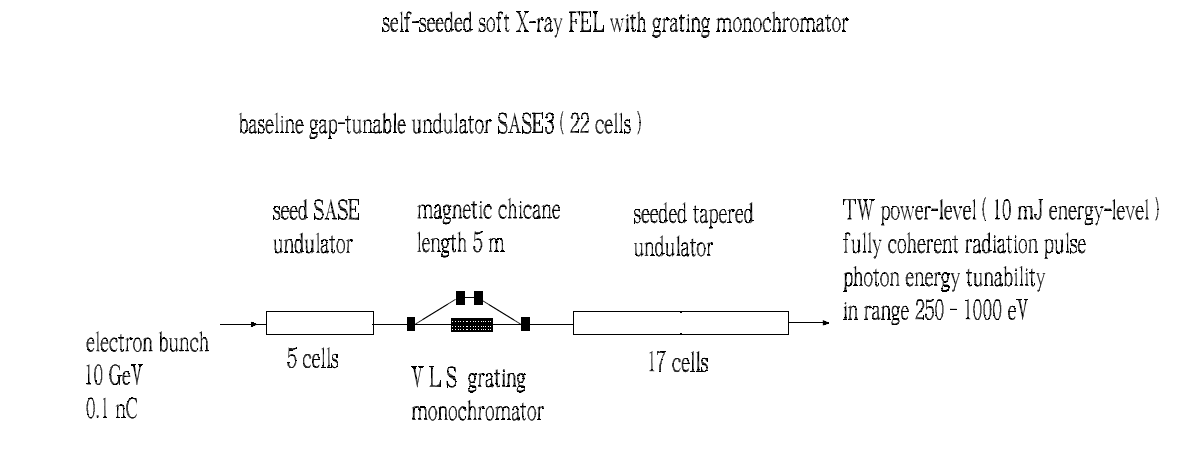 self-seeded soft X-ray FEL with grating monochromator
baseline gap-tunable undulator SASE3 ( 22 cells )
seed SASE
undulator
magnetic chicane
length 5 m
seeded tapered
undulator
TW power-level ( 10 mJ energy-level )
fully coherent radiation pulse
photon energy tunability
in range 250 - 1000 eV
electron bunch
10 GeV
0.1 nC
5 cells
V L S grating
monochromator
17 cells